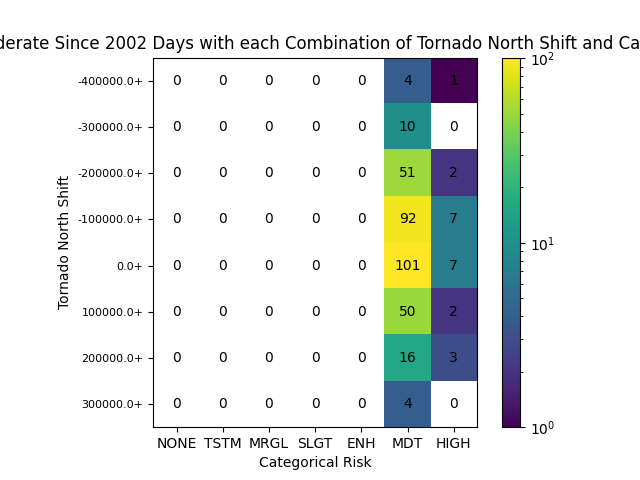 derate Since 2002 Days with each Combination of Tornado North Shift and Ca
-400000.0+ 0 0 0 0 0 4 1
-300000.0+ 0 0 0 0 0 10 0
-200000.0+ 0 0 0 0 0 51 2
-100000.0+ 0 0 0 0 0 92 7
0.0+ 0 0 0 0 0 101 7
100000.0+ 0 0 0 0 0 50 2
200000.0+ 0 0 0 0 0 16 3
300000.0+ 0 0 0 0 0 4 0
NONE TSTM MRGL SLGT ENH MDT HIGH
Categorical Risk
Tornado North Shift
10²
10¹
10⁰